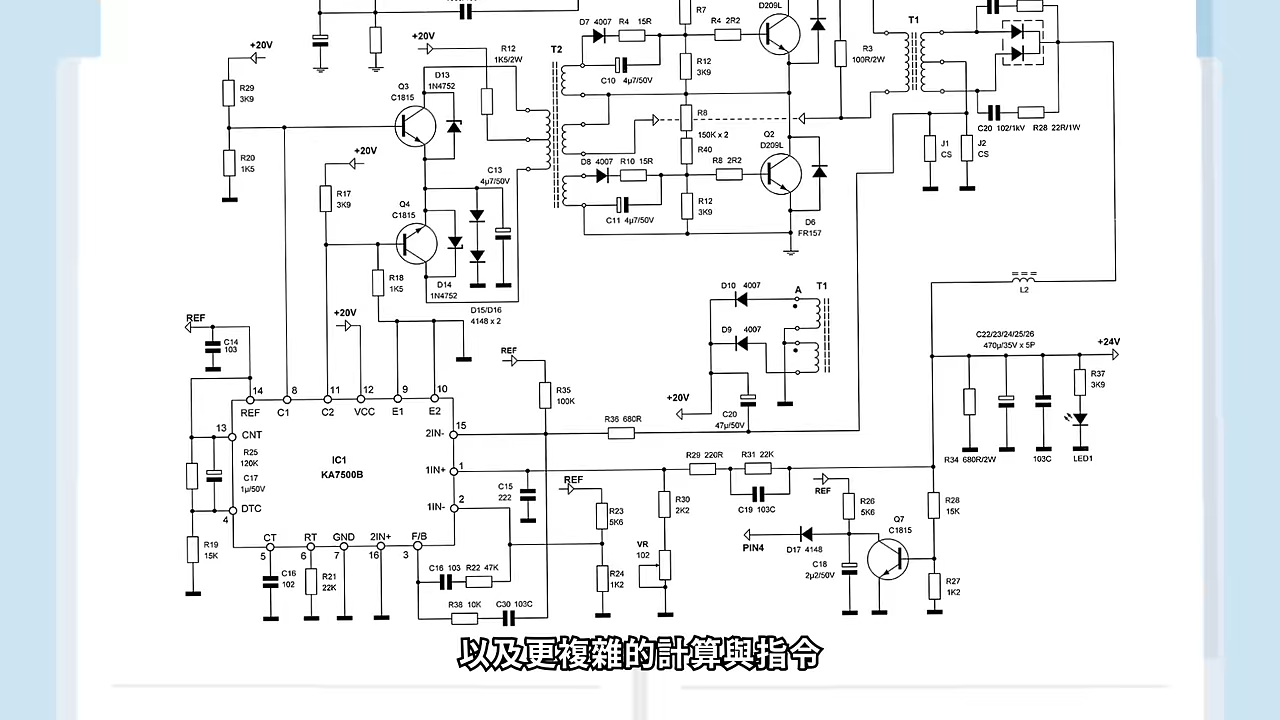 D209L
R7
D7 4007 R4 15R
R4 2R2
T1
+20V
+20V
R12
1K5/2W
T2
R3
100R/2W
D13
1N4752
R12
3K9
C10 4µ7/50V
Q3
C1815
R29
3K9
R8
150K x 2
Q2
D209L
C20 102/1kV R28 22R/1W
J1
CS
J2
CS
R40
+20V
R20
1K5
D8 4007 R10 15R
R8 2R2
C13
4µ7/50V
R17
3K9
Q4
C1815
R12
3K9
C11 4µ7/50V
D6
FR157
R18
1K5
D14
1N4752
D15/D16
4148 x 2
L2
D10 4007
A
T1
+20V
REF
C14
103
D9 4007
C22/23/24/25/26
470µ/35V x 5P
+24V
REF
R35
100K
R37
3K9
14 8 11 12 9 10
REF C1 C2 VCC E1 E2
+20V
C20
47µ/50V
R36 680R
13
CNT
2IN-
15
R25
120K
C17
1µ/50V
IC1
KA7500B
R29 220R
R31 22K
R34 680R/2W
103C
LED1
1IN+
1
REF
C15
222
REF
C19 103C
R30
2K2
R26
5K6
R28
15K
1IN-
2
DTC
4
R23
5K6
Q7
C1815
CT RT GND 2IN+ F/B
5 6 7 16 3
R19
15K
VR
102
PIN4
D17 4148
C18
2µ2/50V
C16
102
R21
22K
C16 103 R22 47K
R24
1K2
R27
1K2
R38 10K C30 103C
以及更複雜的計算與指令